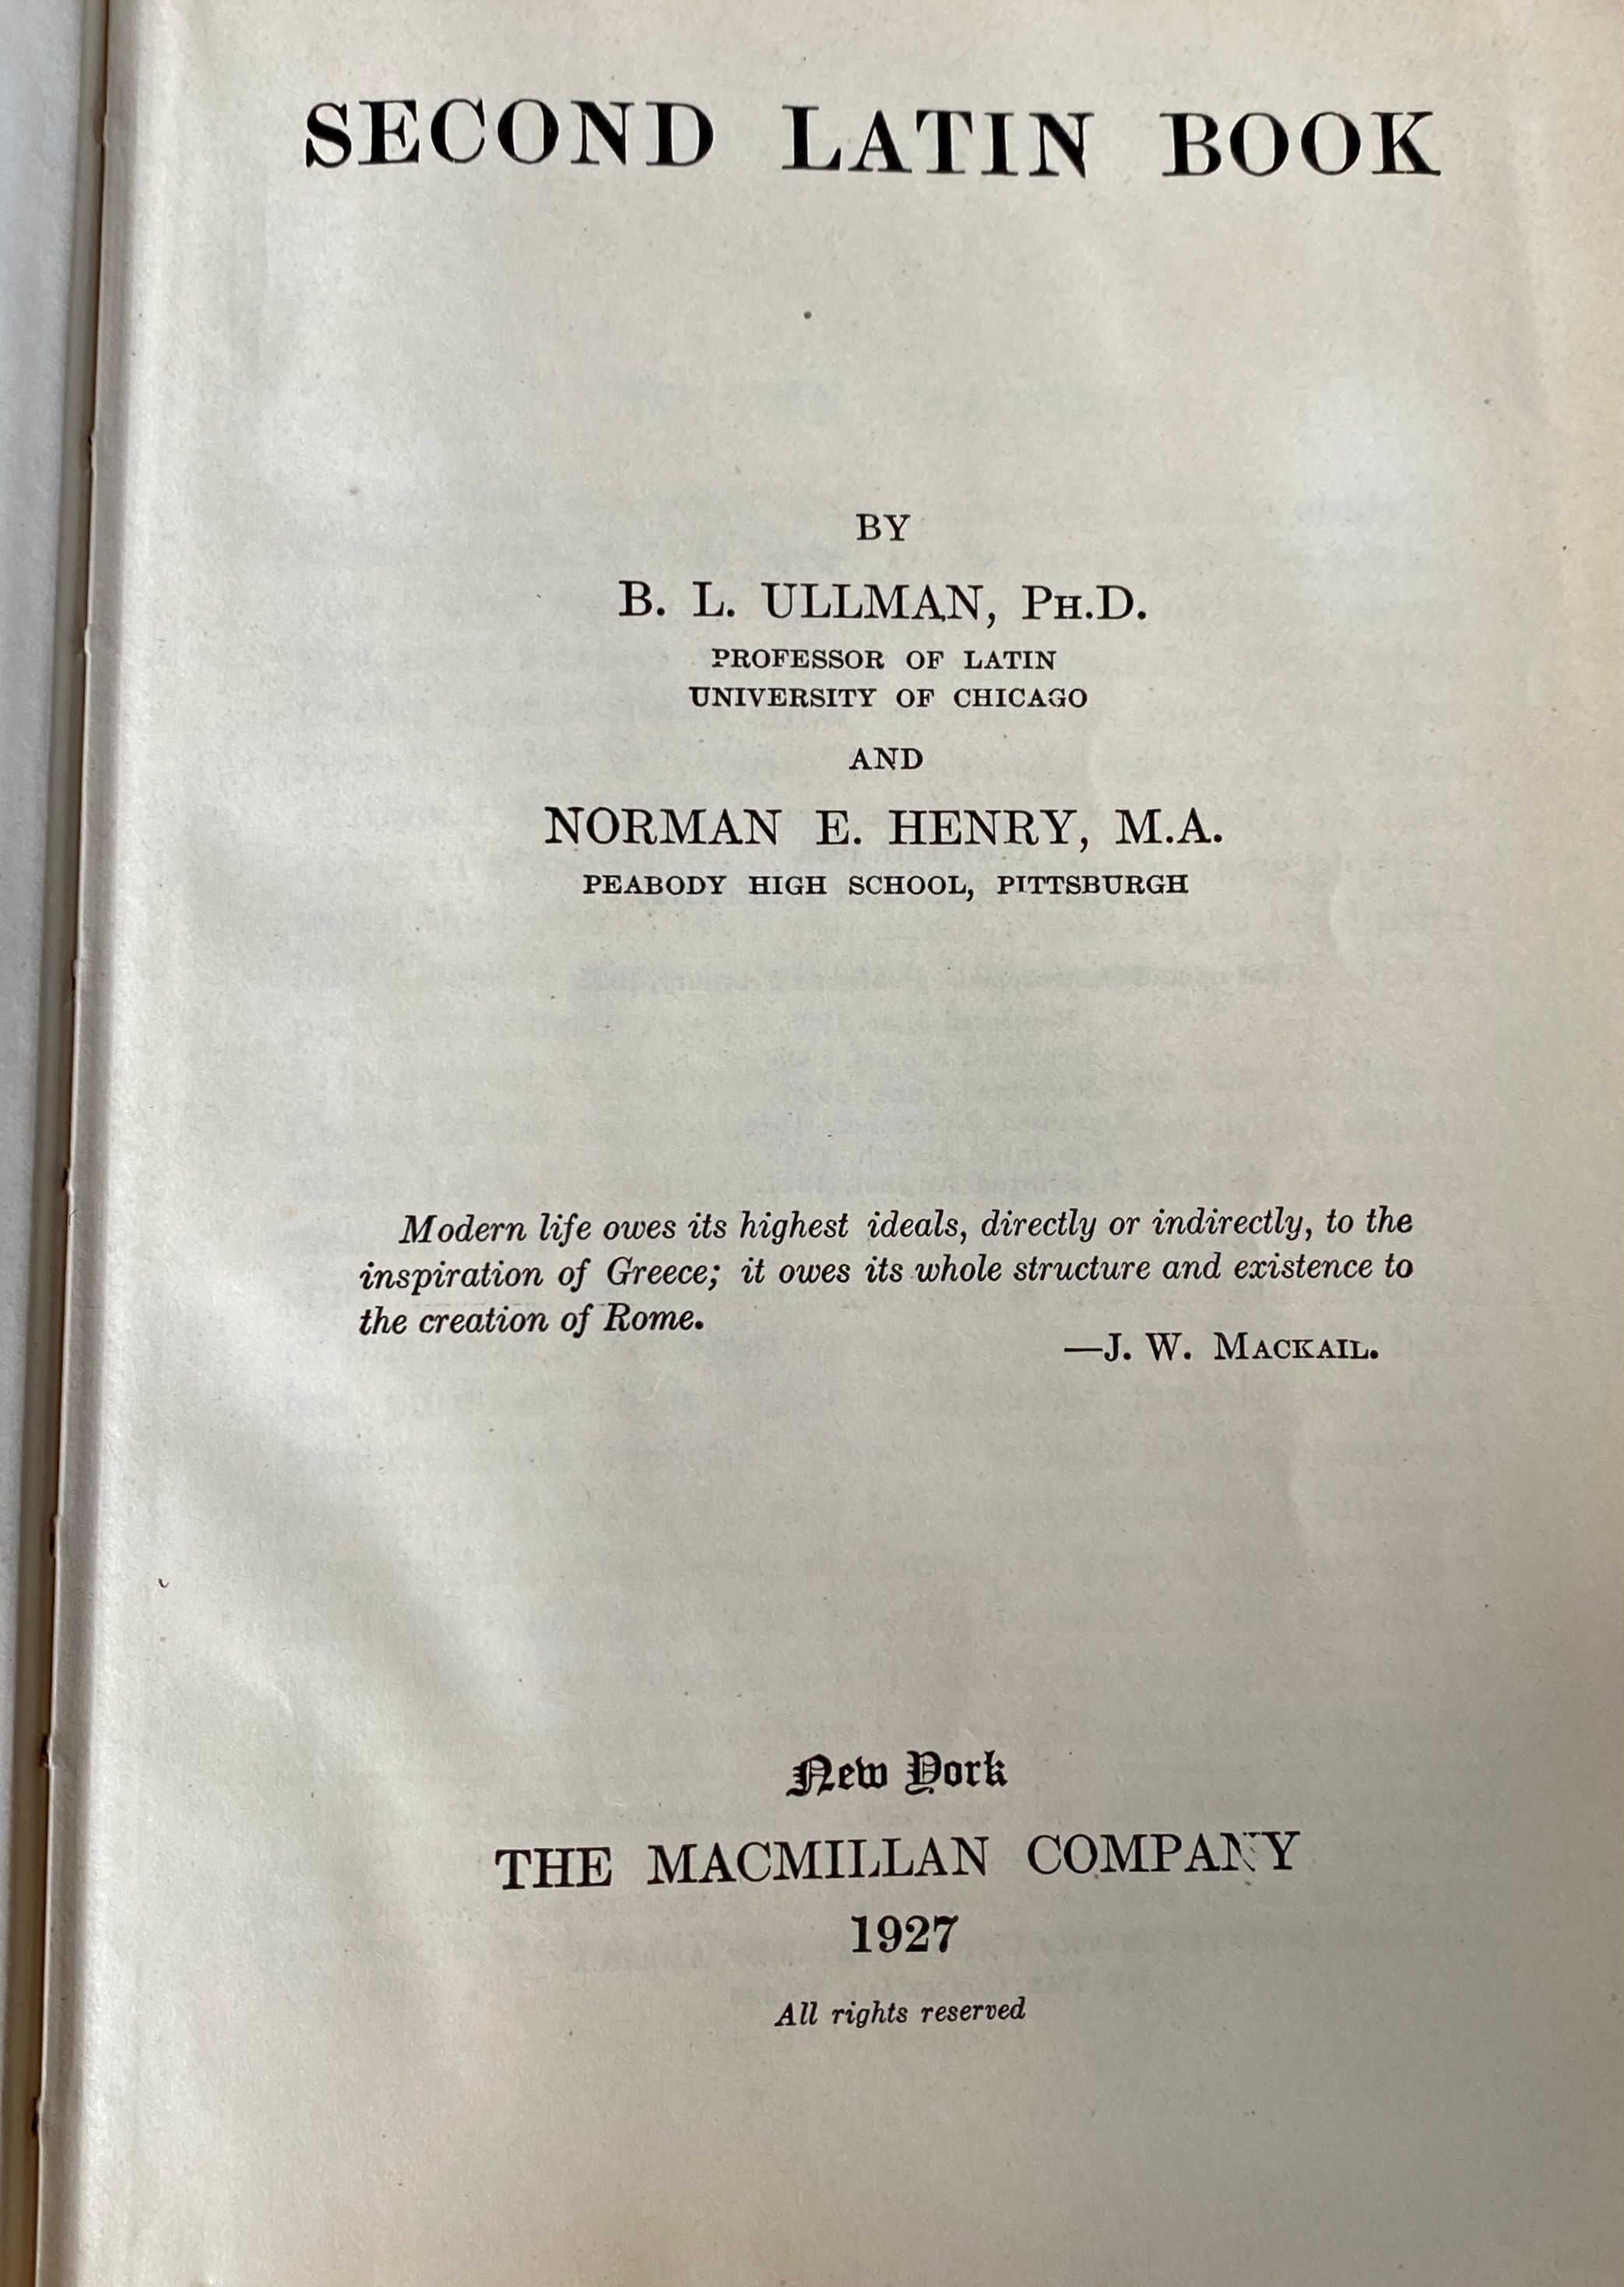 SECOND LATIN BOOK
BY
B. L. ULLMAN, PH.D.
PROFESSOR OF LATIN
UNIVERSITY OF CHICAGO
AND
NORMAN E. HENRY, M.A.
PEABODY HIGH SCHOOL, PITTSBURGH
Modern life owes its highest ideals, directly or indirectly, to the
inspiration of Greece; it owes its whole structure and existence to
the creation of Rome.
—J. W. MACKAIL.
New York
THE MACMILLAN COMPANY
1927
All rights reserved